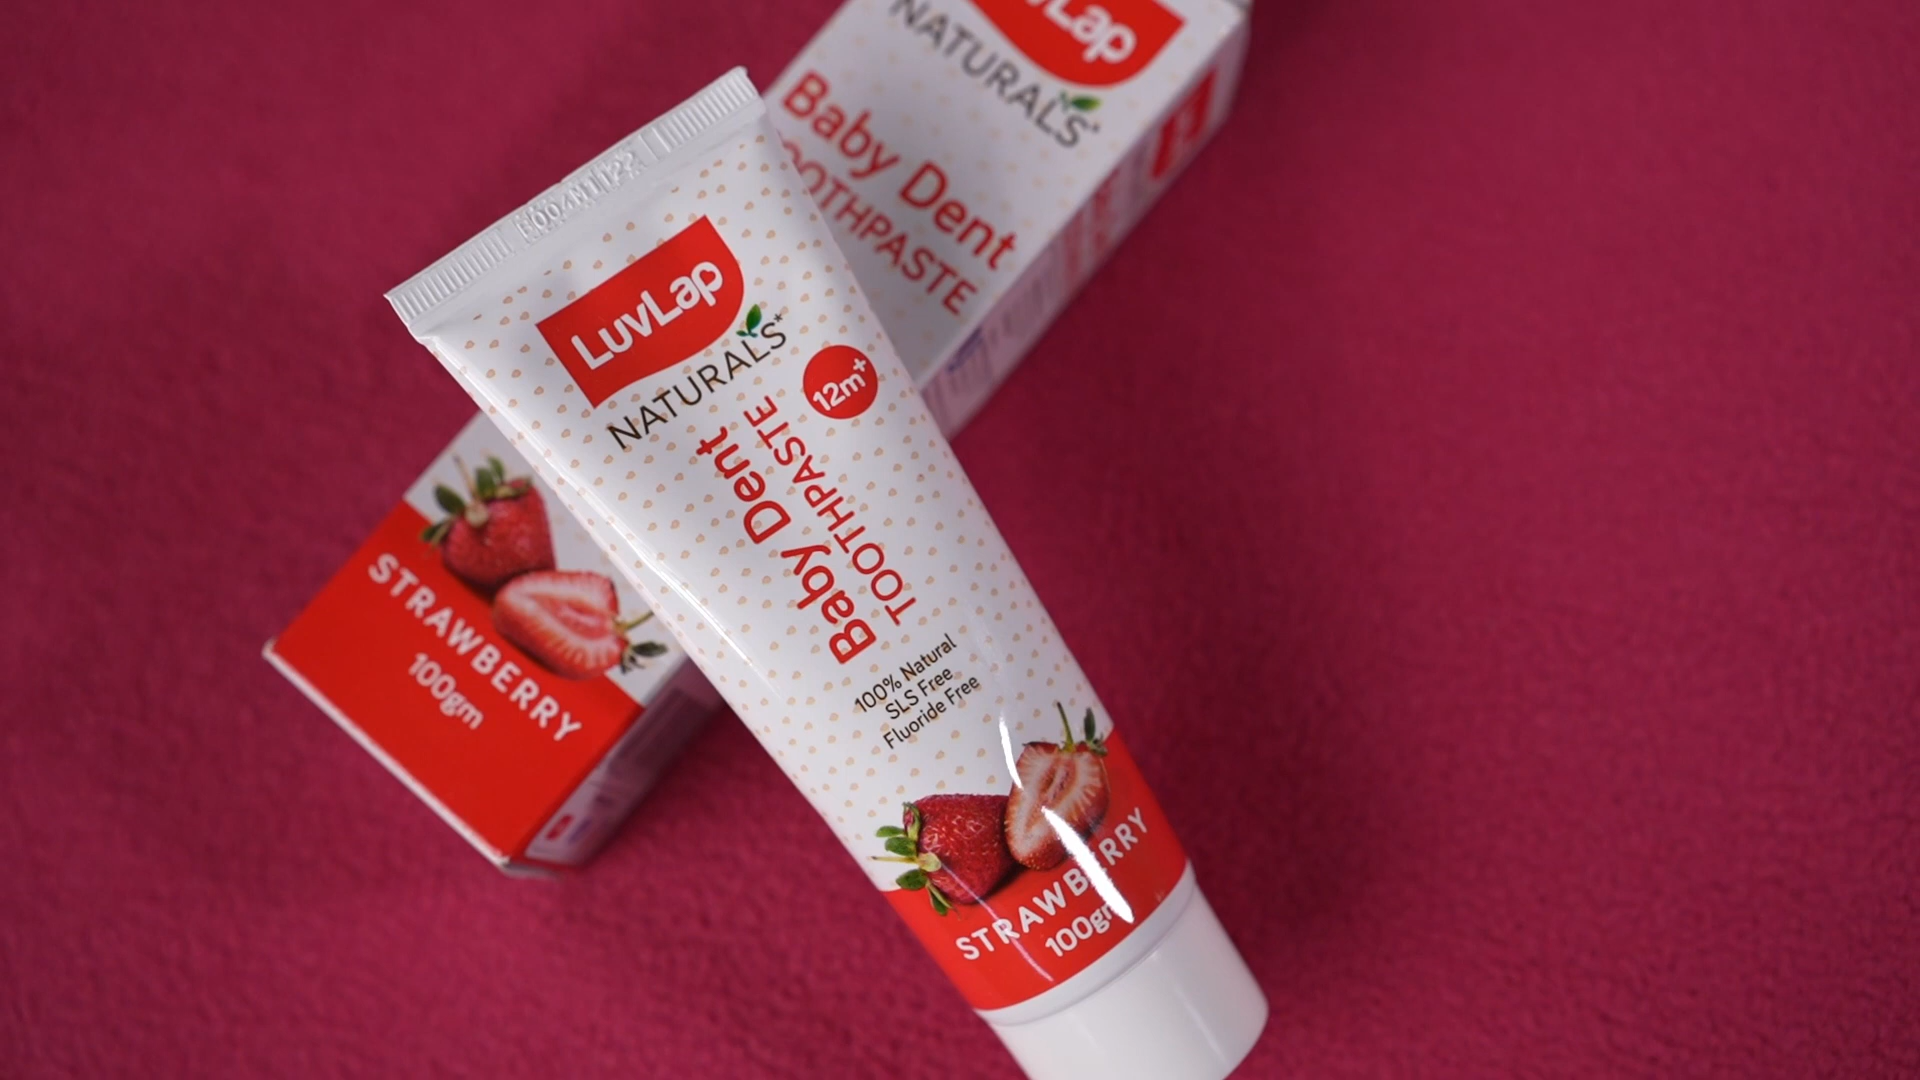 LuvLap
NATURALS*
Baby Dent
TOOTHPASTE
12m+
100% Natural
SLS Free
Fluoride Free
STRAWBERRY
100gm
NATURALS*
Baby Dent
OOTHPASTE
STRAWBERRY
100gm